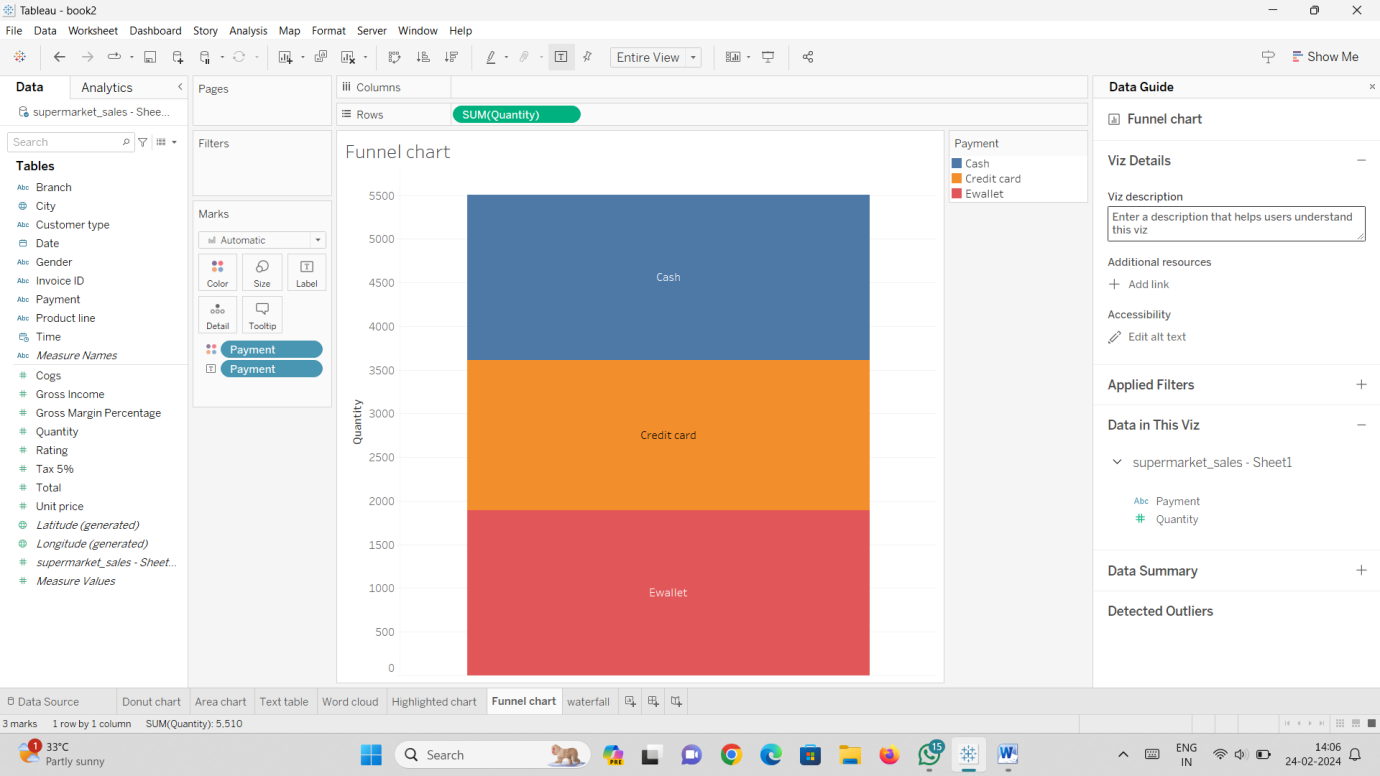 Tableau - book2
File Data Worksheet Dashboard Story Analysis Map Format Server Window Help
Entire View
Show Me
Data Analytics
supermarket_sales - Shee...
Search
Tables
Abc Branch
City
Abc Customer type
Date
Abc Gender
Abc Invoice ID
Abc Payment
Abc Product line
Time
Abc Measure Names
# Cogs
# Gross Income
# Gross Margin Percentage
# Quantity
# Rating
# Tax 5%
# Total
# Unit price
Latitude (generated)
Longitude (generated)
# supermarket_sales - Sheet...
# Measure Values
Pages
Filters
Marks
Automatic
Color Size Label
Detail Tooltip
Payment
Payment
Columns
Rows SUM(Quantity)
Funnel chart
Quantity
5500
5000
4500
4000
3500
3000
2500
2000
1500
1000
500
0
Cash
Credit card
Ewallet
Payment
Cash
Credit card
Ewallet
Data Guide
Funnel chart
Viz Details
Viz description
Enter a description that helps users understand
this viz
Additional resources
Add link
Accessibility
Edit alt text
Applied Filters
Data in This Viz
supermarket_sales - Sheet1
Abc Payment
# Quantity
Data Summary
Detected Outliers
Data Source Donut chart Area chart Text table Word cloud Highlighted chart Funnel chart waterfall
3 marks 1 row by 1 column SUM(Quantity): 5,510
1 33°C
Partly sunny
Search
PRE
15
ENG
IN
14:06
24-02-2024